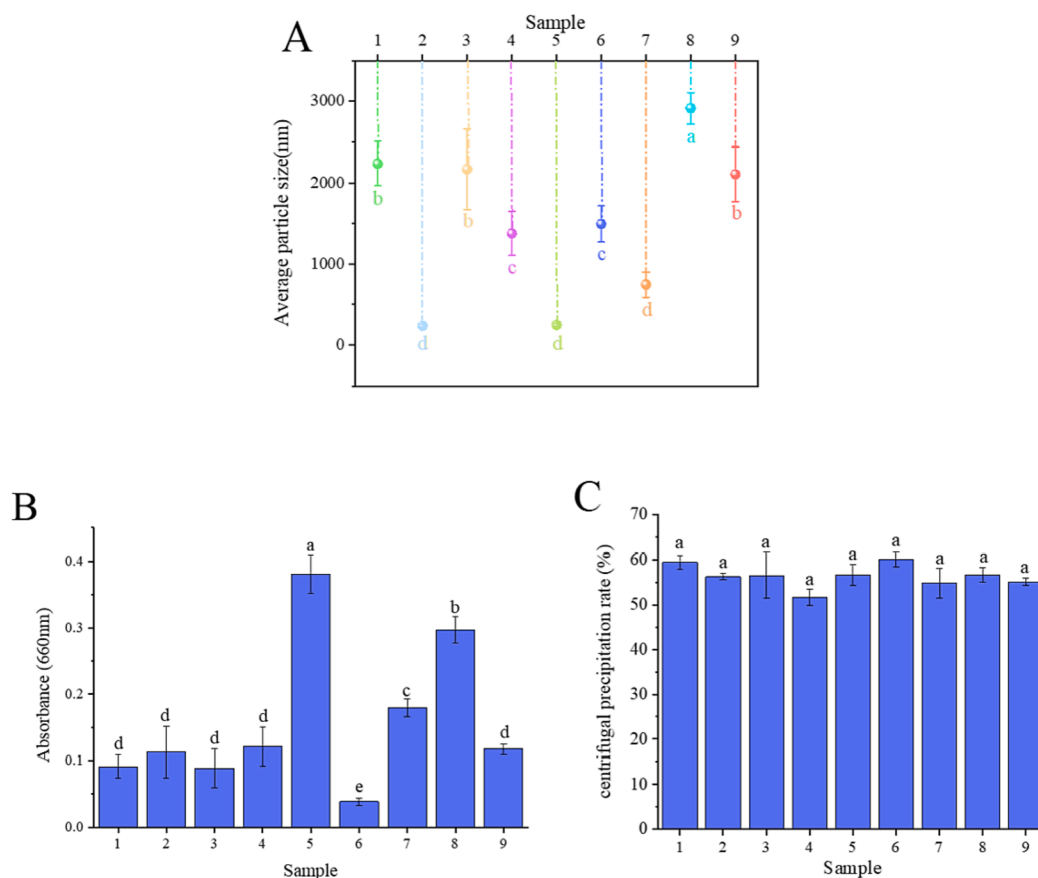 A
Sample
1 2 3 4 5 6 7 8 9
Average particle size(nm)
3000
2000
1000
0
b
d
b
c
d
c
d
a
b
B
Absorbance (660nm)
0.4
0.3
0.2
0.1
0.0
d
d
d
d
a
e
c
b
d
1 2 3 4 5 6 7 8 9
Sample
C
centrifugal precipitation rate (%)
70
60
50
40
30
20
10
0
a a a a a a a a a
1 2 3 4 5 6 7 8 9
Sample